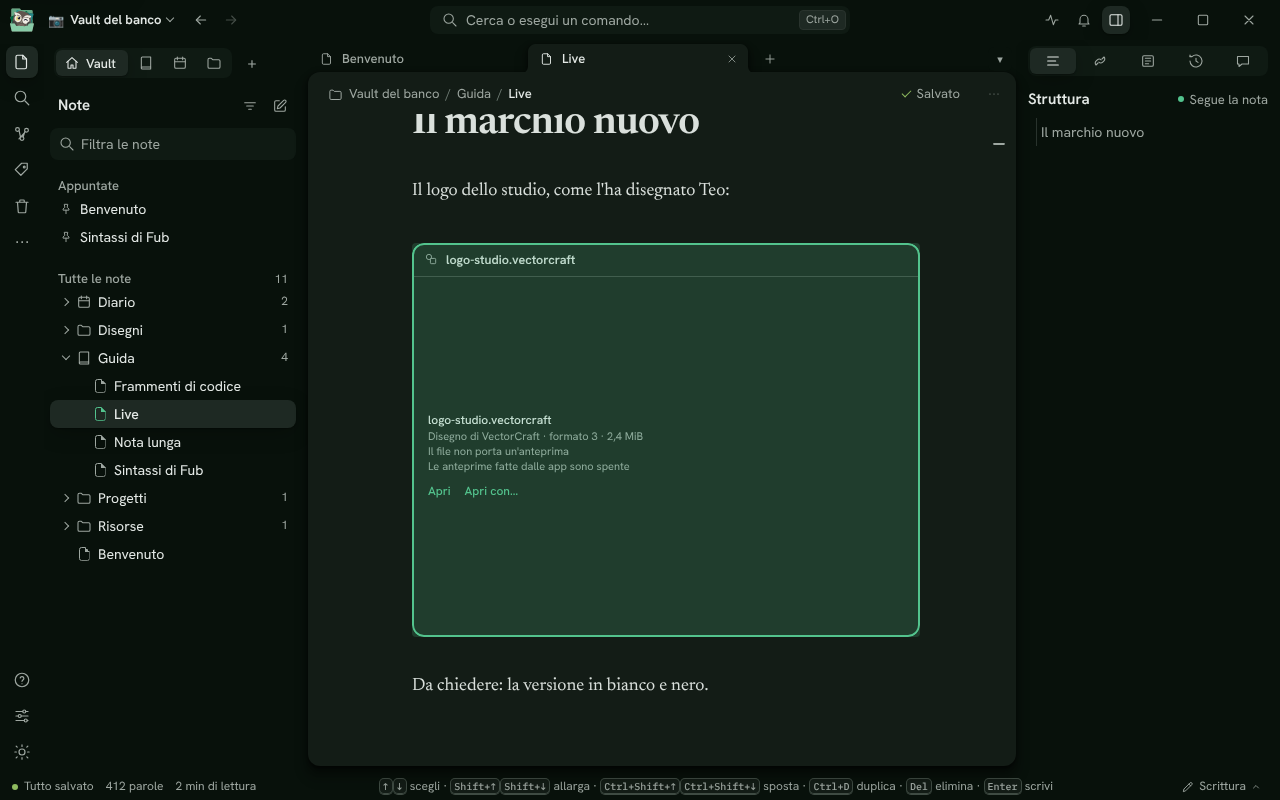 Vault del banco
Cerca o esegui un comando…
Ctrl+O
Vault
Benvenuto
Live
Note
Filtra le note
Appuntate
Benvenuto
Sintassi di Fub
Tutte le note 11
Diario 2
Disegni 1
Guida 4
Frammenti di codice
Live
Nota lunga
Sintassi di Fub
Progetti 1
Risorse 1
Benvenuto
Vault del banco / Guida / Live
Salvato
Il marchio nuovo
Il logo dello studio, come l'ha disegnato Teo:
logo-studio.vectorcraft
logo-studio.vectorcraft
Disegno di VectorCraft · formato 3 · 2,4 MiB
Il file non porta un'anteprima
Le anteprime fatte dalle app sono spente
Apri Apri con…
Da chiedere: la versione in bianco e nero.
Struttura
Segue la nota
Il marchio nuovo
Tutto salvato 412 parole 2 min di lettura
↑ ↓ scegli · Shift+↑ Shift+↓ allarga · Ctrl+Shift+↑ Ctrl+Shift+↓ sposta · Ctrl+D duplica · Del elimina · Enter scrivi
Scrittura